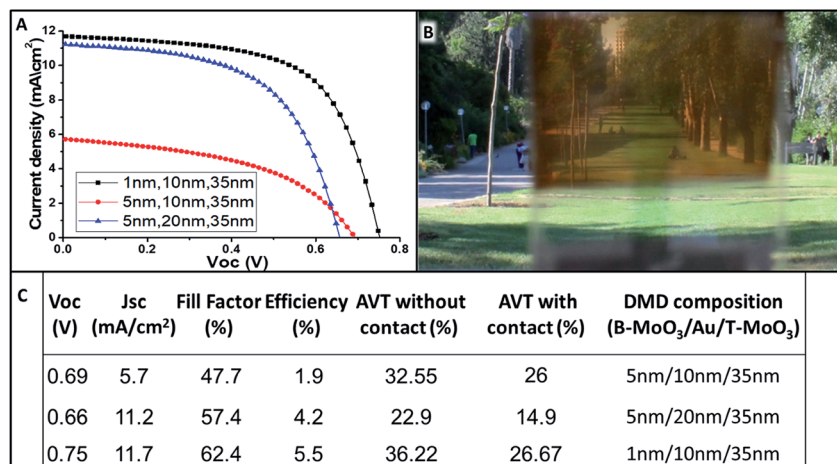 A
Current density (mA\cm²)
12
10
8
6
4
2
0
1nm,10nm,35nm
5nm,10nm,35nm
5nm,20nm,35nm
0.0 0.2 0.4 0.6 0.8
Voc (V)
B
C
Voc Jsc Fill Factor Efficiency AVT without AVT with DMD composition
(V) (mA/cm²) (%) (%) contact (%) contact (%) (B-MoO₃/Au/T-MoO₃)
0.69 5.7 47.7 1.9 32.55 26 5nm/10nm/35nm
0.66 11.2 57.4 4.2 22.9 14.9 5nm/20nm/35nm
0.75 11.7 62.4 5.5 36.22 26.67 1nm/10nm/35nm